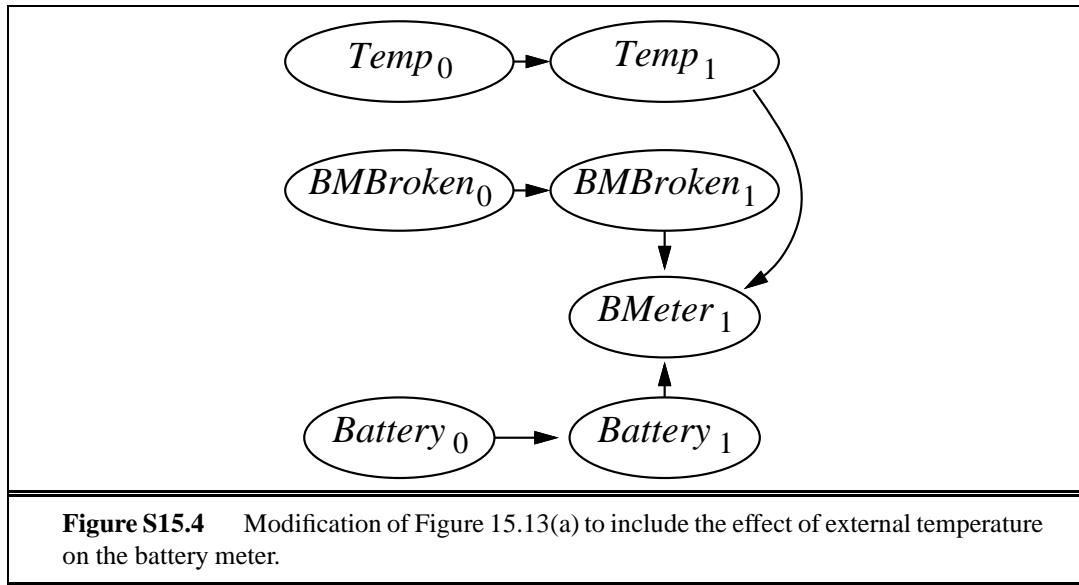 Temp0 Temp1
BMBroken0 BMBroken1
BMeter1
Battery0 Battery1
Figure S15.4 Modification of Figure 15.13(a) to include the effect of external temperature
on the battery meter.